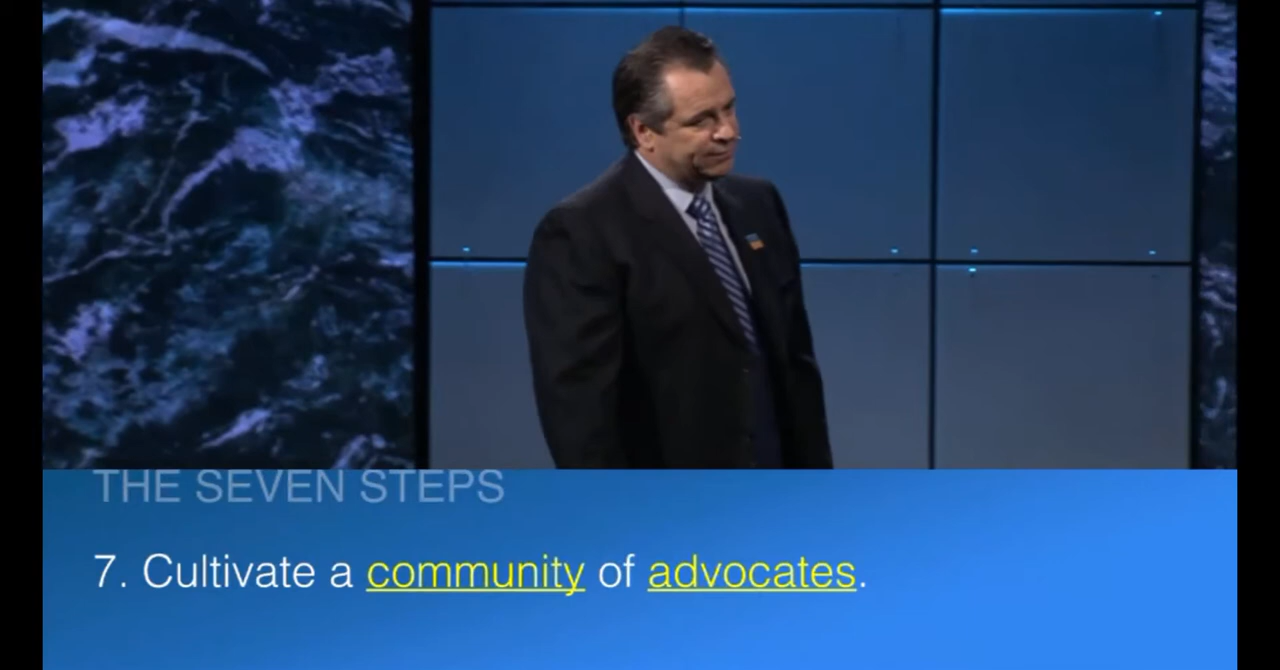 THE SEVEN STEPS
7. Cultivate a community of advocates.